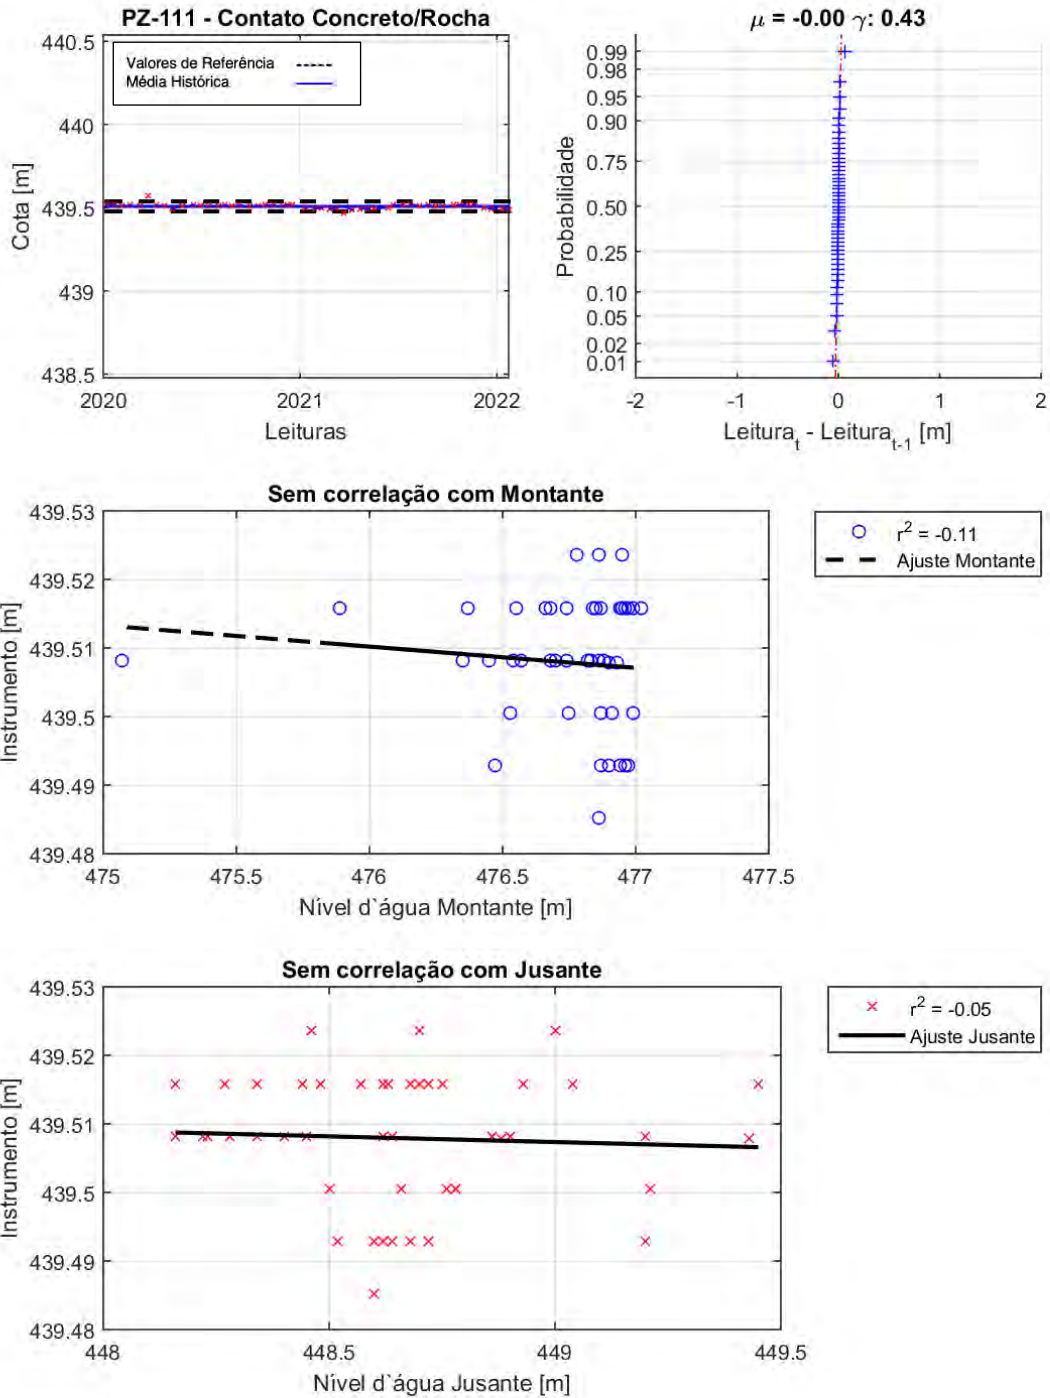 PZ-111 - Contato Concreto/Rocha
440.5
440
439.5
439
438.5
Cota [m]
Valores de Referência
Média Histórica
2020
2021
2022
Leituras
μ = -0.00 γ: 0.43
0.99
0.98
0.95
0.90
0.75
0.50
0.25
0.10
0.05
0.02
0.01
Probabilidade
-2
-1
0
1
2
Leitura_t - Leitura_t-1 [m]
Sem correlação com Montante
439.53
439.52
439.51
439.5
439.49
439.48
Instrumento [m]
475
475.5
476
476.5
477
477.5
Nível d`água Montante [m]
r² = -0.11
Ajuste Montante
Sem correlação com Jusante
439.53
439.52
439.51
439.5
439.49
439.48
Instrumento [m]
448
448.5
449
449.5
Nível d`água Jusante [m]
r² = -0.05
Ajuste Jusante